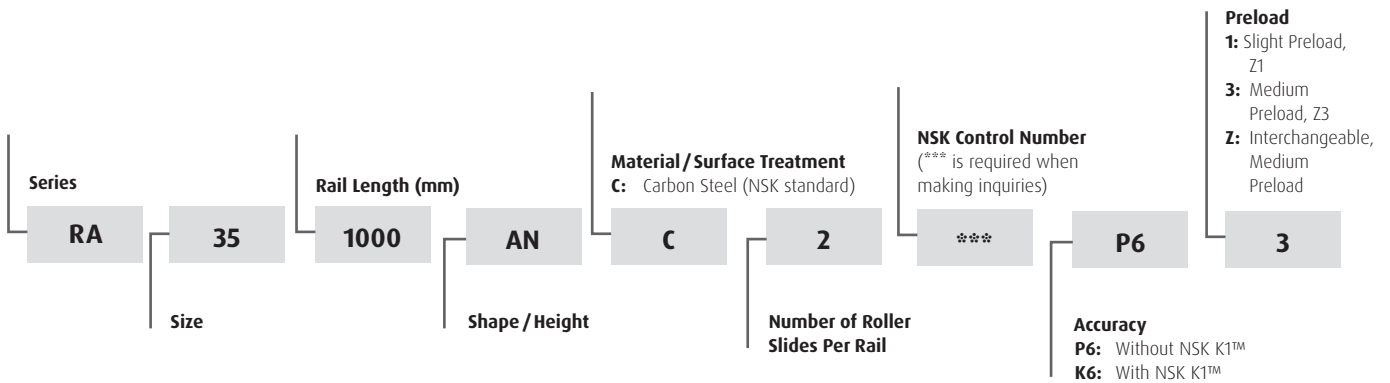 Preload
1: Slight Preload,
Z1
3: Medium
Preload, Z3
Z: Interchangeable,
Medium
Preload
NSK Control Number
(*** is required when
making inquiries)
Material / Surface Treatment
C: Carbon Steel (NSK standard)
Series
Rail Length (mm)
RA
35
1000
AN
C
2
***
P6
3
Size
Shape / Height
Number of Roller
Slides Per Rail
Accuracy
P6: Without NSK K1™
K6: With NSK K1™